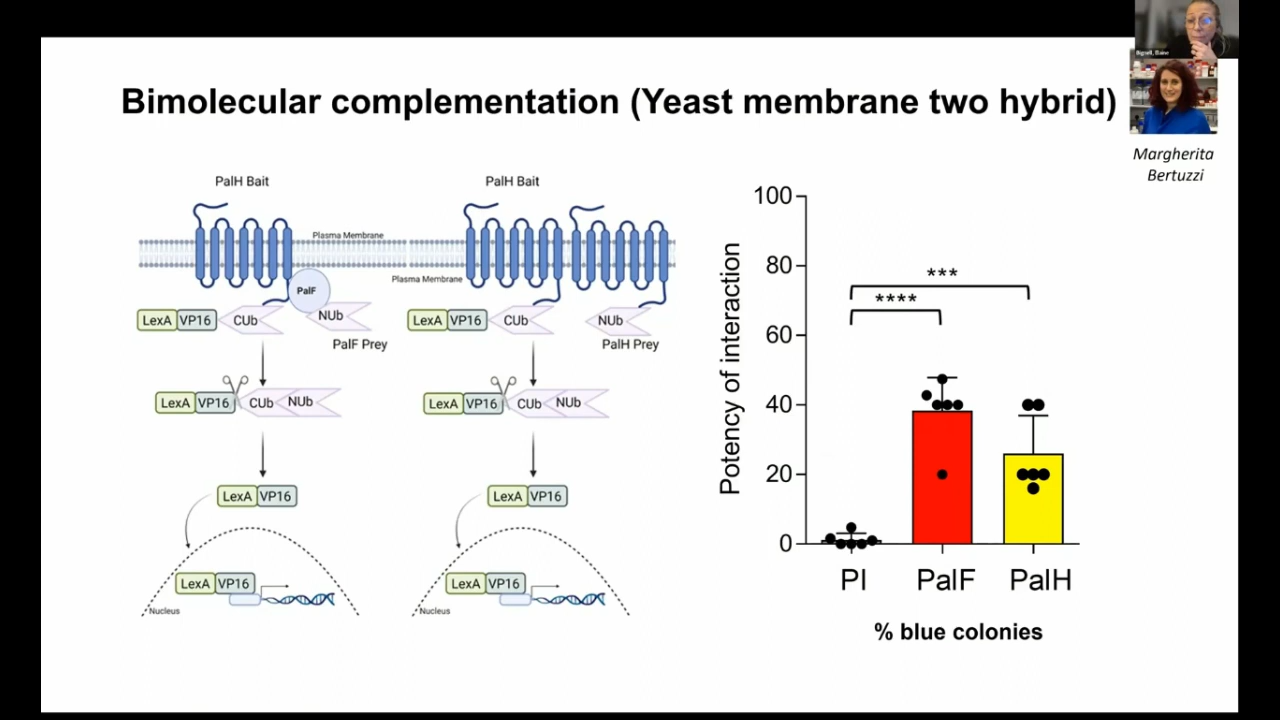 Bimolecular complementation (Yeast membrane two hybrid)
Margherita
Bertuzzi
PalH Bait
Plasma Membrane
PalF
LexA VP16 CUb NUb
PalF Prey
LexA VP16 CUb NUb
LexA VP16
LexA VP16
Nucleus
PalH Bait
Plasma Membrane
LexA VP16 CUb NUb
PalH Prey
LexA VP16 CUb NUb
LexA VP16
LexA VP16
Nucleus
Potency of interaction
100
80
60
40
20
0
***
****
PI PalF PalH
% blue colonies